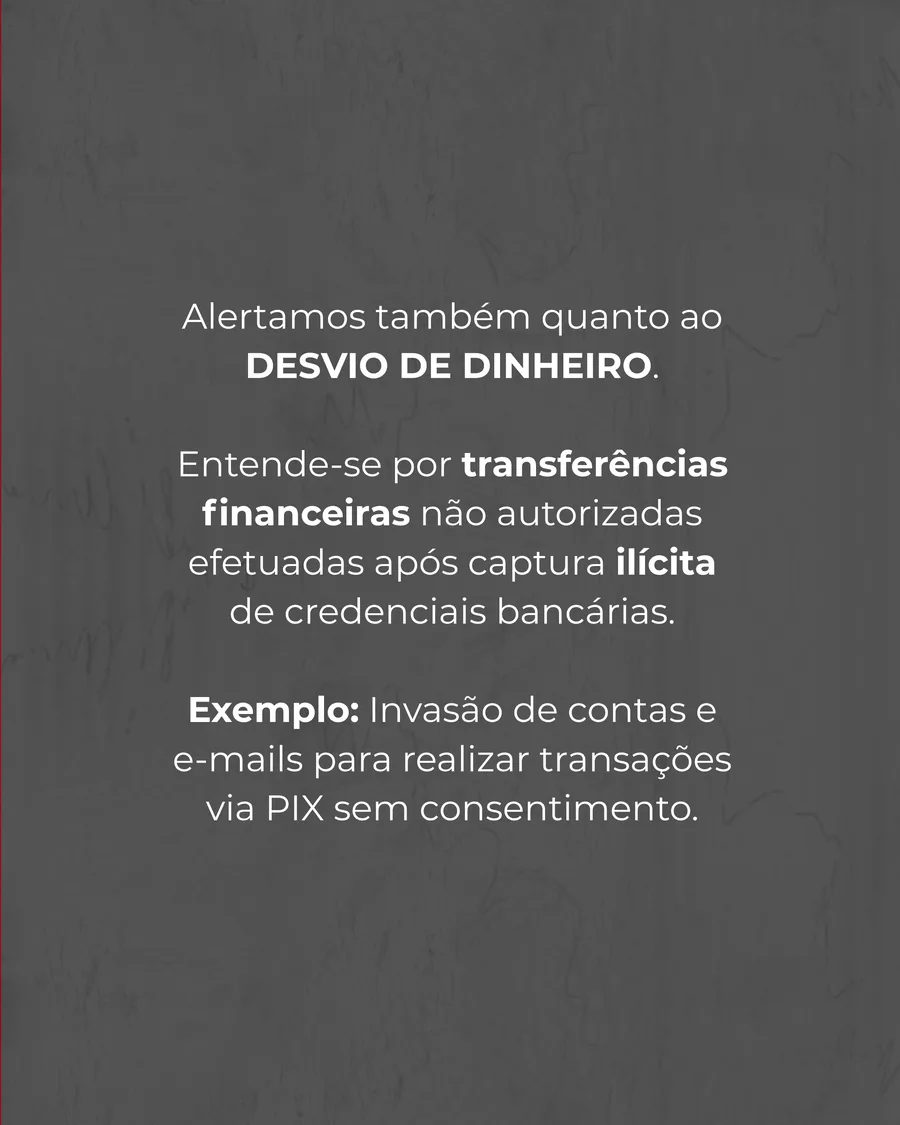 Alertamos também quanto ao
DESVIO DE DINHEIRO.
Entende-se por transferências
financeiras não autorizadas
efetuadas após captura ilícita
de credenciais bancárias.
Exemplo: Invasão de contas e
e-mails para realizar transações
via PIX sem consentimento.